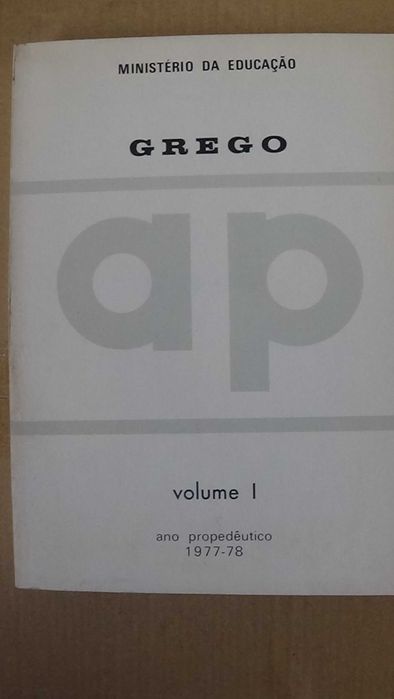 MINISTÉRIO DA EDUCAÇÃO
GREGO
ap
volume I
ano propedêutico
1977-78